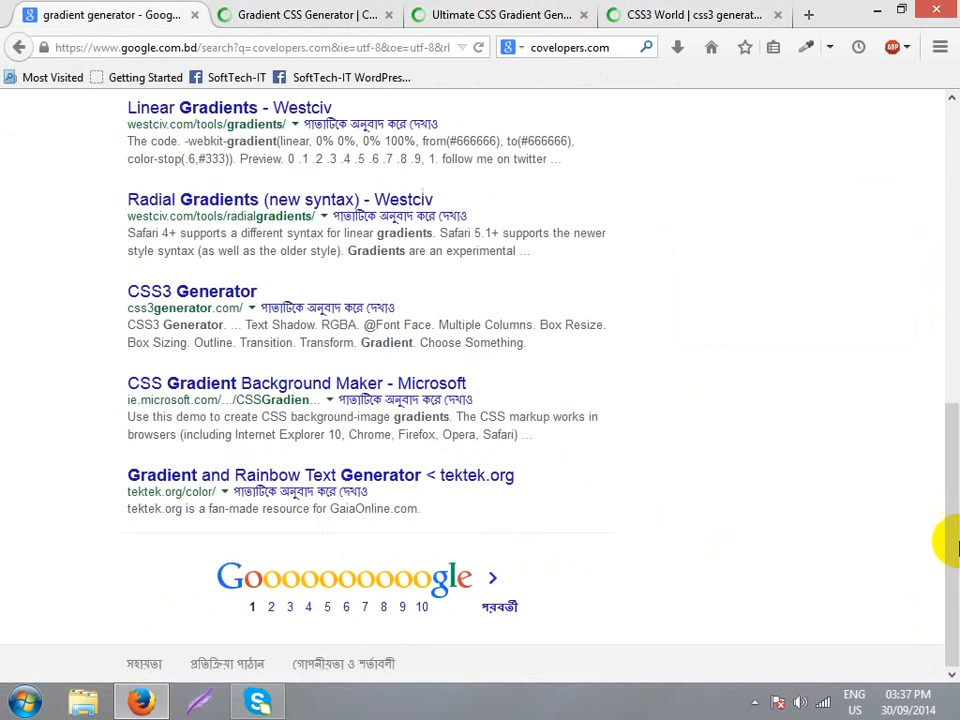 gradient generator - Goog...
Gradient CSS Generator | C...
Ultimate CSS Gradient Gen...
CSS3 World | css3 generat...
https://www.google.com.bd/search?q=covelopers.com&ie=utf-8&oe=utf-8&rl
covelopers.com
Most Visited
Getting Started
SoftTech-IT
SoftTech-IT WordPres...
Linear Gradients - Westciv
westciv.com/tools/gradients/ পাতাটিকে অনুবাদ করে দেখাও
The code. -webkit-gradient(linear, 0% 0%, 0% 100%, from(#666666), to(#666666),
color-stop(.6,#333)). Preview. 0 .1 .2 .3 .4 .5 .6 .7 .8 .9, 1. follow me on twitter ...
Radial Gradients (new syntax) - Westciv
westciv.com/tools/radialgradients/ পাতাটিকে অনুবাদ করে দেখাও
Safari 4+ supports a different syntax for linear gradients. Safari 5.1+ supports the newer
style syntax (as well as the older style). Gradients are an experimental ...
CSS3 Generator
css3generator.com/ পাতাটিকে অনুবাদ করে দেখাও
CSS3 Generator. ... Text Shadow. RGBA. @Font Face. Multiple Columns. Box Resize.
Box Sizing. Outline. Transition. Transform. Gradient. Choose Something.
CSS Gradient Background Maker - Microsoft
ie.microsoft.com/.../CSSGradien... পাতাটিকে অনুবাদ করে দেখাও
Use this demo to create CSS background-image gradients. The CSS markup works in
browsers (including Internet Explorer 10, Chrome, Firefox, Opera, Safari) ...
Gradient and Rainbow Text Generator < tektek.org
tektek.org/color/ পাতাটিকে অনুবাদ করে দেখাও
tektek.org is a fan-made resource for GaiaOnline.com.
Goooooooooogle >
1 2 3 4 5 6 7 8 9 10 পরবর্তী
সহায়তা প্রতিক্রিয়া পাঠান গোপনীয়তা ও শর্তাবলী
ENG 03:37 PM
US 30/09/2014